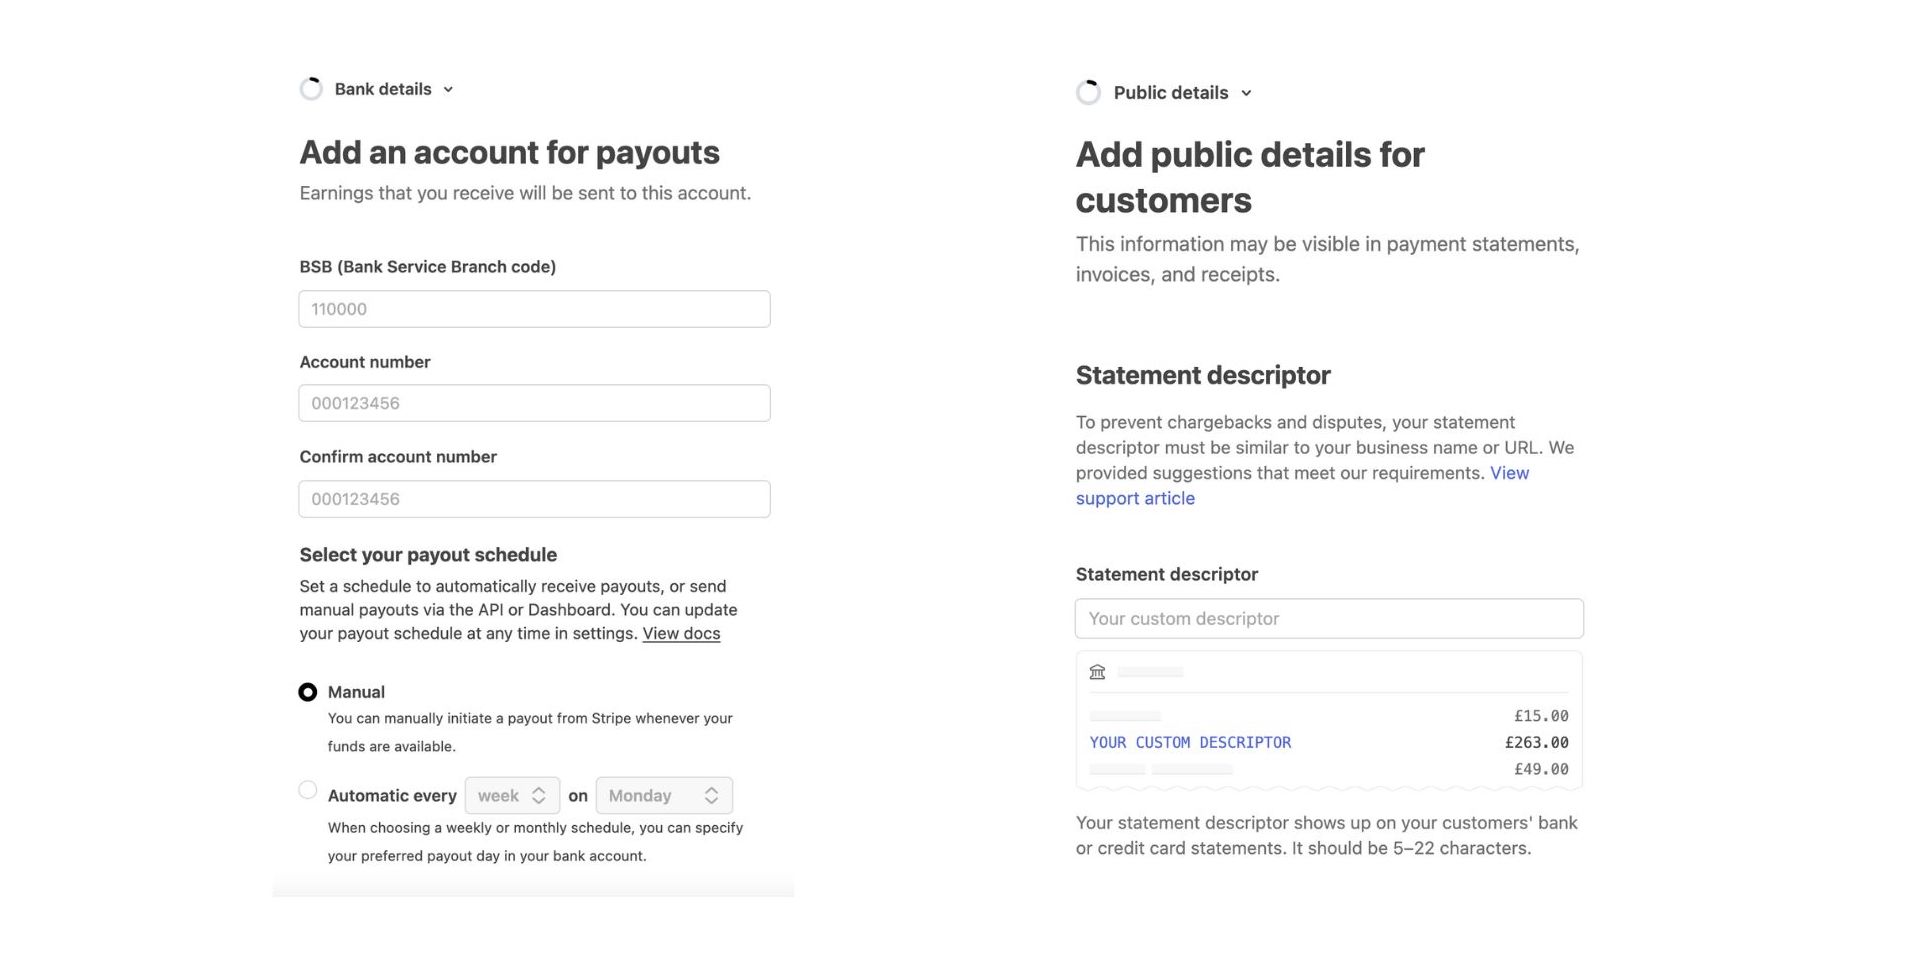 Bank details
Add an account for payouts
Earnings that you receive will be sent to this account.
BSB (Bank Service Branch code)
110000
Account number
000123456
Confirm account number
000123456
Select your payout schedule
Set a schedule to automatically receive payouts, or send
manual payouts via the API or Dashboard. You can update
your payout schedule at any time in settings. View docs
Manual
You can manually initiate a payout from Stripe whenever your
funds are available.
Automatic every week on Monday
When choosing a weekly or monthly schedule, you can specify
your preferred payout day in your bank account.
Public details
Add public details for
customers
This information may be visible in payment statements,
invoices, and receipts.
Statement descriptor
To prevent chargebacks and disputes, your statement
descriptor must be similar to your business name or URL. We
provided suggestions that meet our requirements. View
support article
Statement descriptor
Your custom descriptor
£15.00
YOUR CUSTOM DESCRIPTOR £263.00
£49.00
Your statement descriptor shows up on your customers' bank
or credit card statements. It should be 5–22 characters.